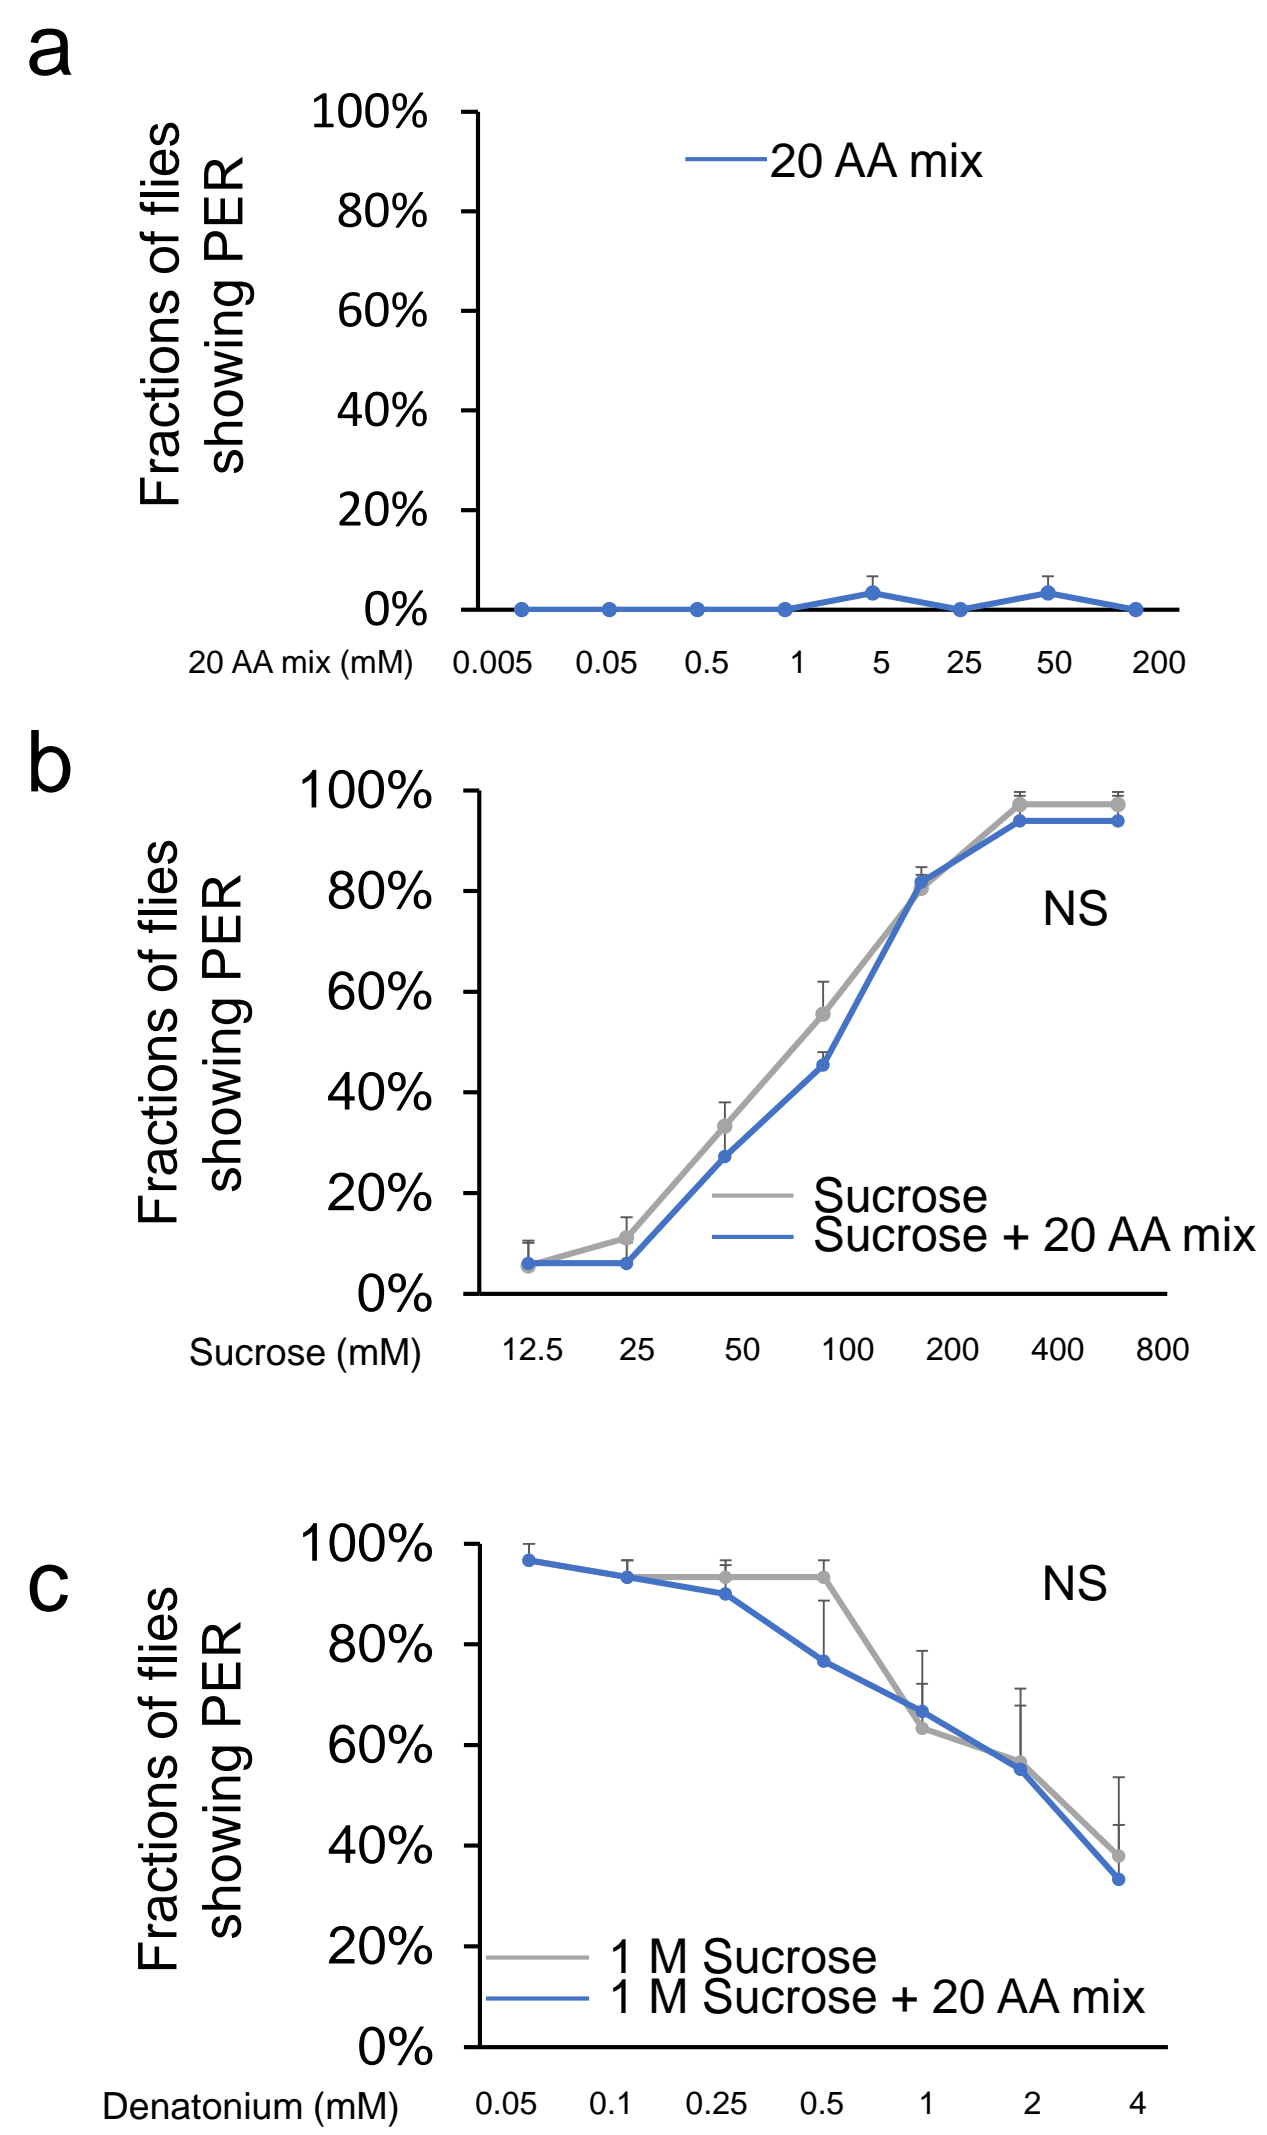 a
Fractions of flies
showing PER
100%
80%
60%
40%
20%
0%
20 AA mix
20 AA mix (mM) 0.005 0.05 0.5 1 5 25 50 200
b
Fractions of flies
showing PER
100%
80%
60%
40%
20%
0%
NS
Sucrose
Sucrose + 20 AA mix
Sucrose (mM) 12.5 25 50 100 200 400 800
c
Fractions of flies
showing PER
100%
80%
60%
40%
20%
0%
NS
1 M Sucrose
1 M Sucrose + 20 AA mix
Denatonium (mM) 0.05 0.1 0.25 0.5 1 2 4